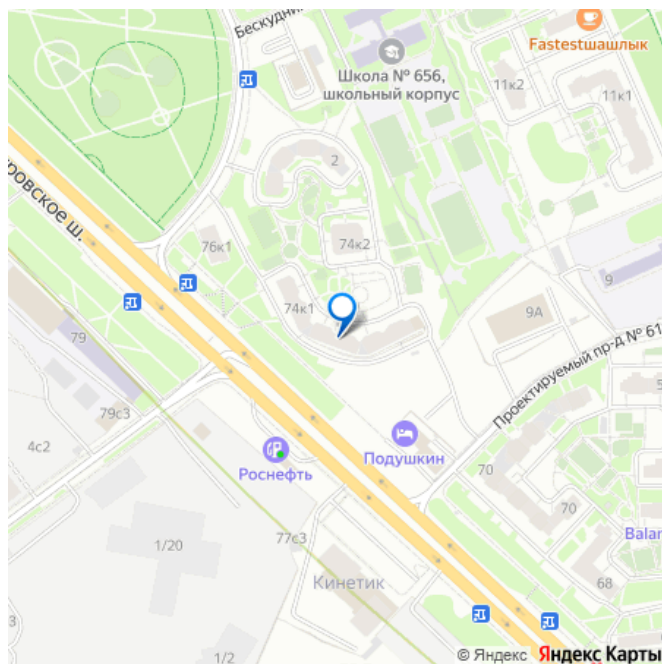 Бескудни
Fastestшашлык
Школа № 656,
школьный корпус
11к2
11к1
2
ровское ш.
76к1
74к2
74к1
9
9А
79
Проектируемый пр-д № 61
79с3
4с2
Подушкин
Роснефть
70
70
77с3
1/20
Balan
Кинетик
68
3
1/2
© Яндекс Яндекс Карты